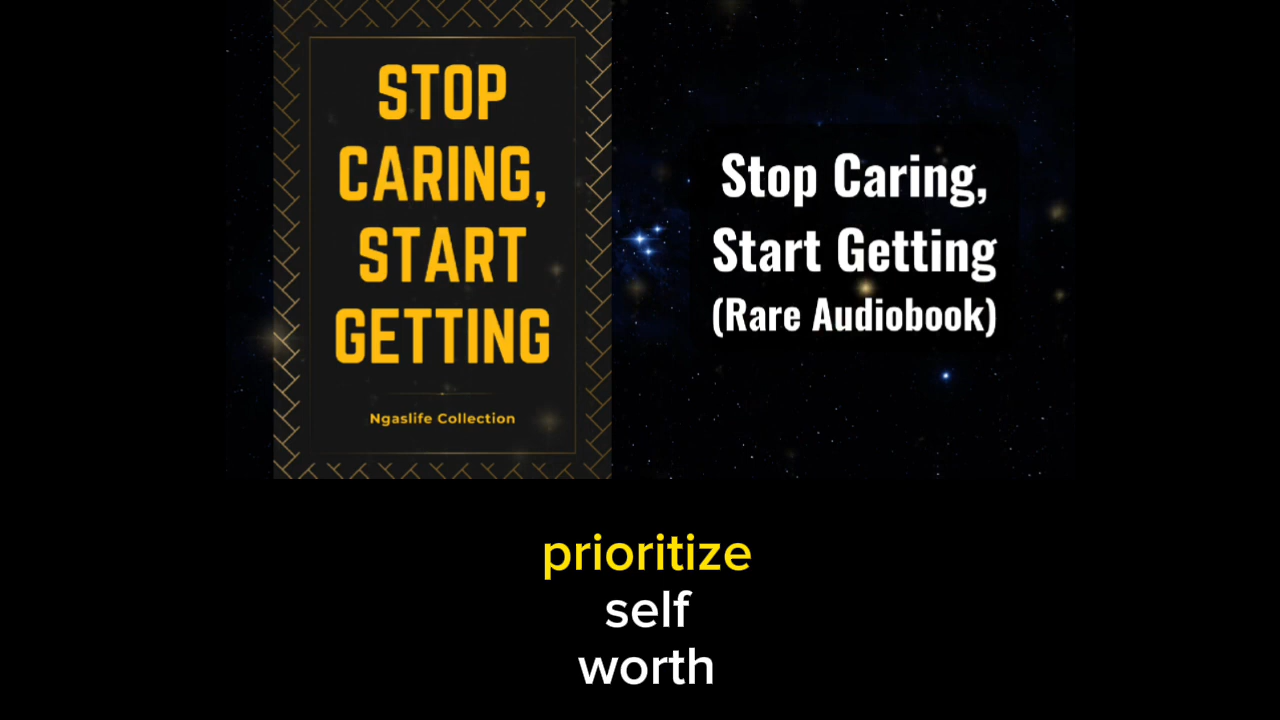 STOP
CARING,
START
GETTING
Ngaslife Collection
Stop Caring,
Start Getting
(Rare Audiobook)
prioritize
self
worth